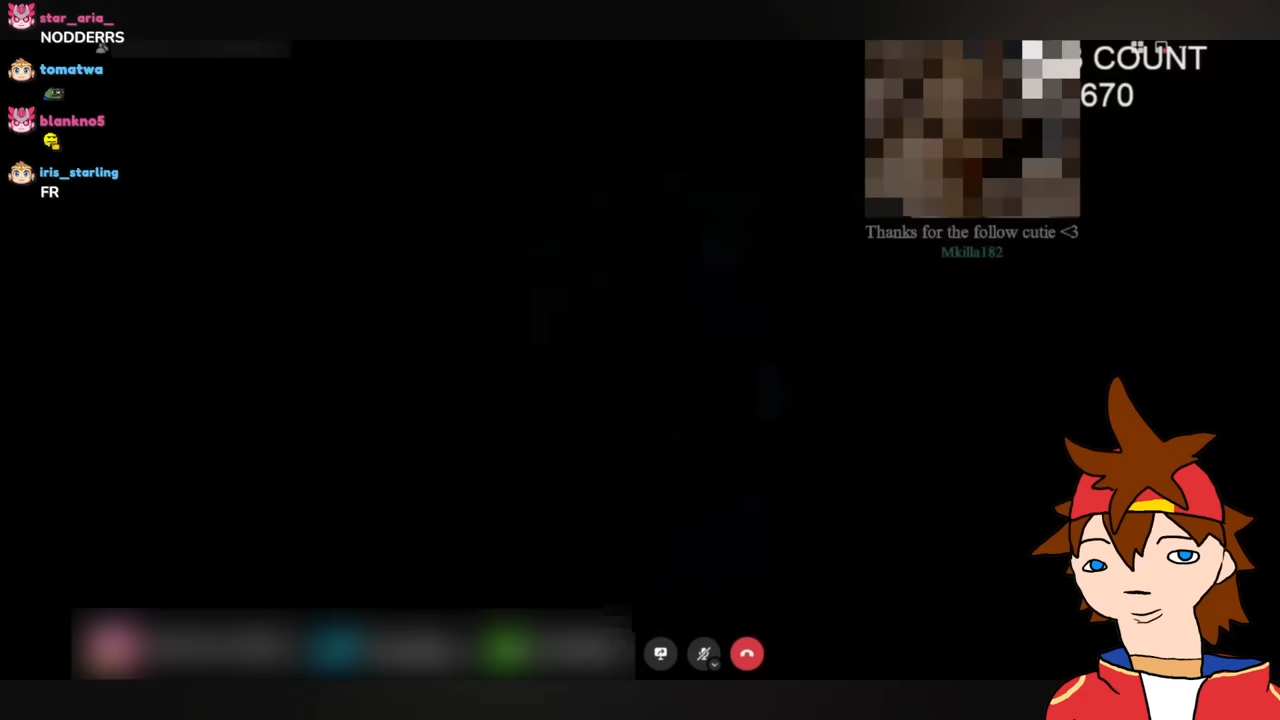 star_aria_
NODDERRS
tomatwa
blankno5
iris_starling
FR
COUNT
670
Thanks for the follow cutie <3
Mkilla182